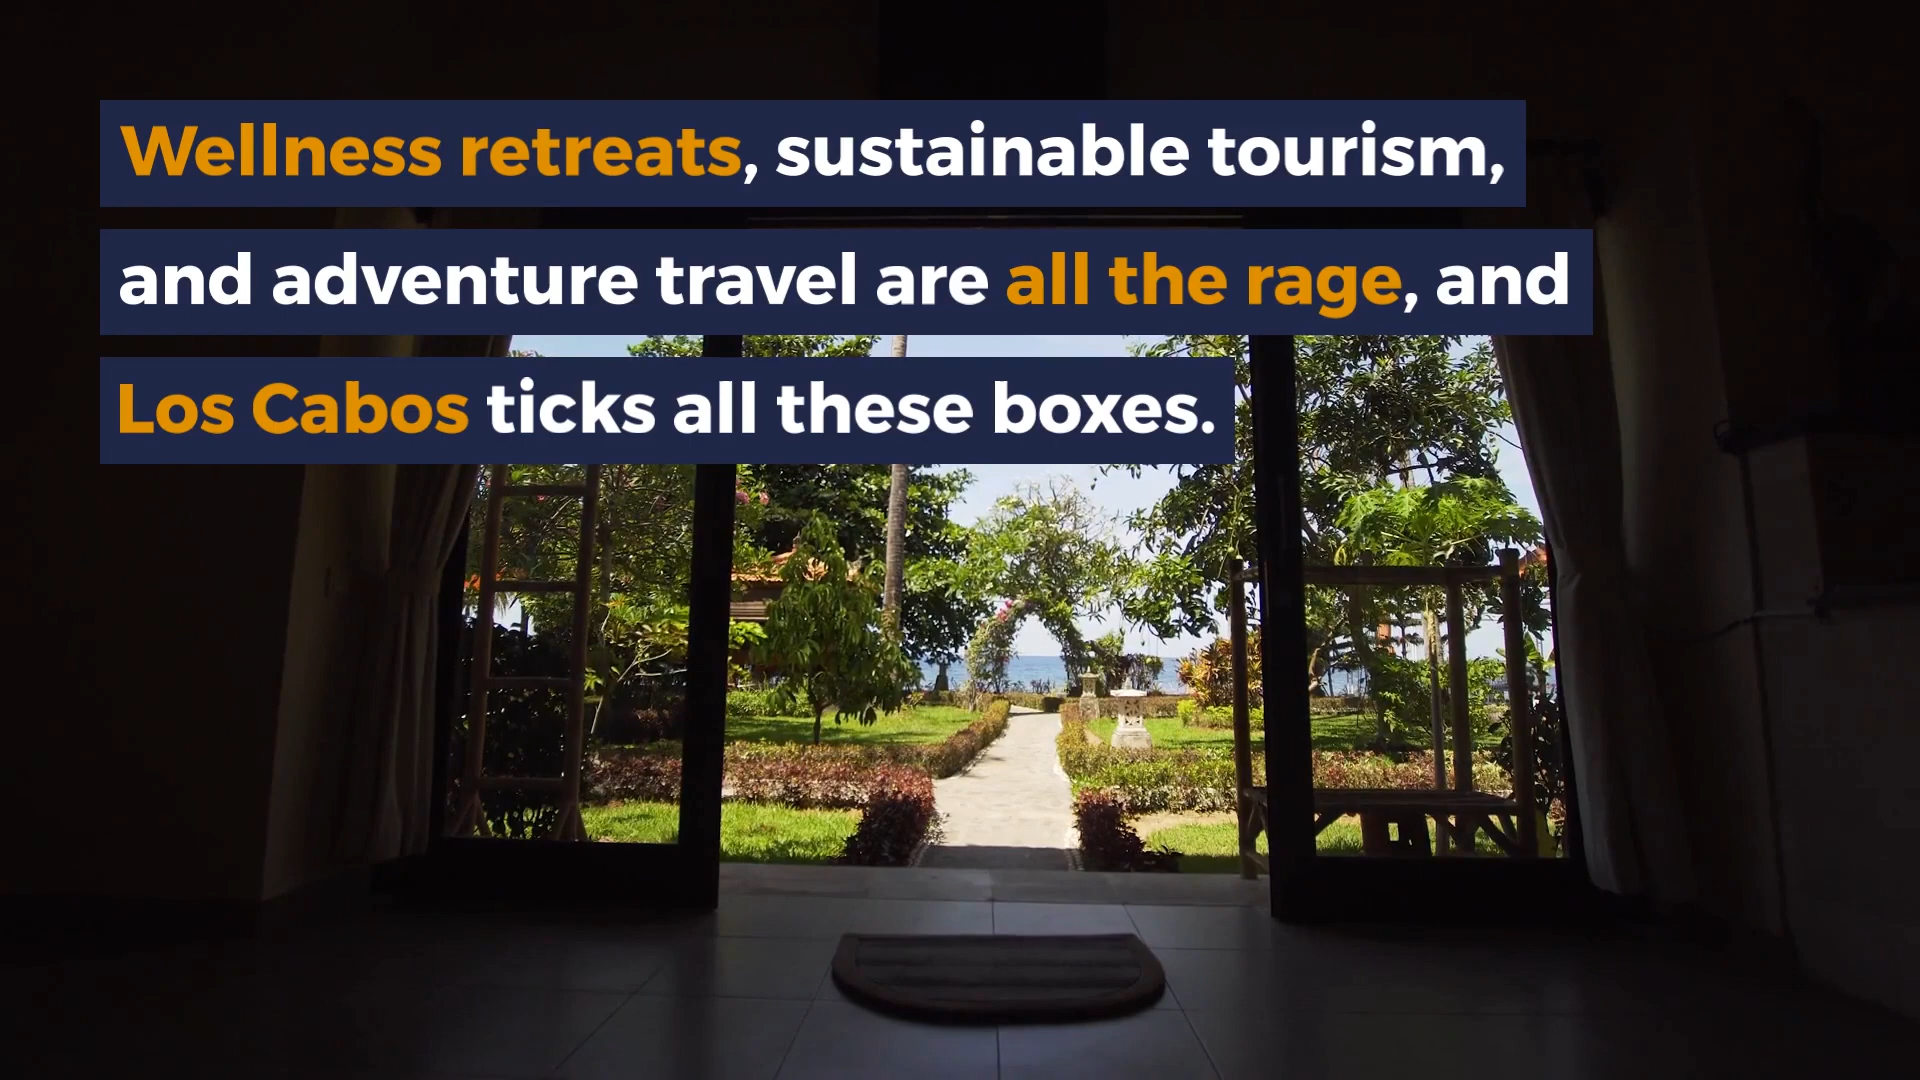 Wellness retreats, sustainable tourism,
and adventure travel are all the rage, and
Los Cabos ticks all these boxes.